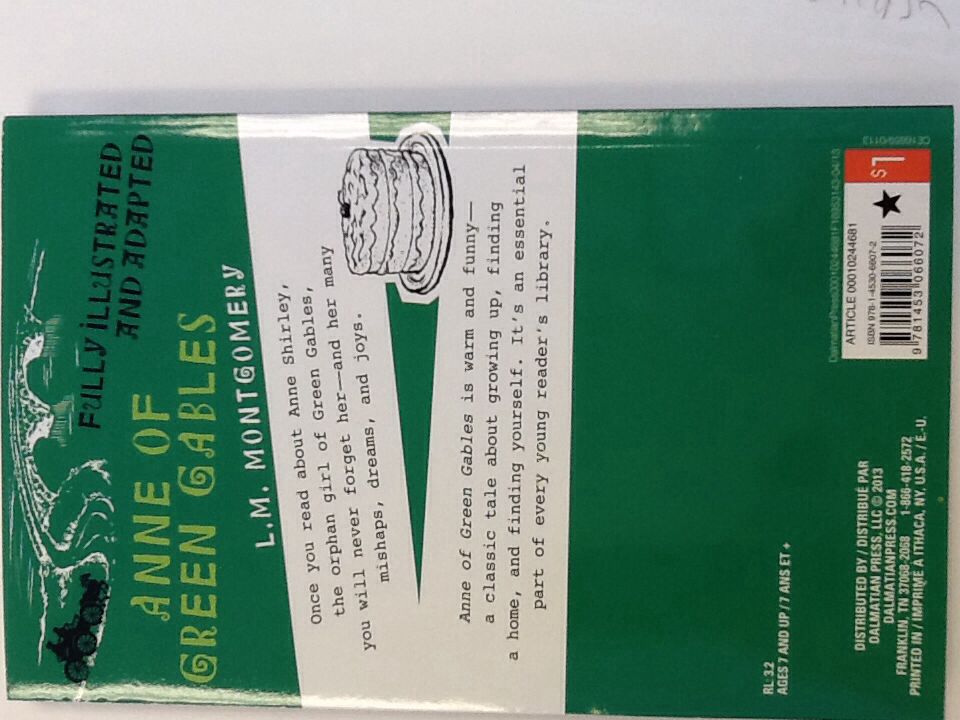 FULLY ILLUSTRATED
AND ADAPTED
ANNE OF
GREEN GABLES
L.M. MONTGOMERY
Once you read about Anne Shirley,
the orphan girl of Green Gables,
you will never forget her—and her many
mishaps, dreams, and joys.
Anne of Green Gables is warm and funny—
a classic tale about growing up, finding
a home, and finding yourself. It's an essential
part of every young reader's library.
RL 3.2
AGES 7 AND UP / 7 ANS ET +
DISTRIBUTED BY / DISTRIBUÉ PAR
DALMATIAN PRESS, LLC © 2013
DALMATIANPRESS.COM
FRANKLIN, TN 37068-2068 1-866-418-2572
PRINTED IN / IMPRIMÉ À ITHACA, NY, U.S.A. / É.-U.
ARTICLE 00010244681
ISBN 978-1-4530-6607-2
9 781453 066072
$1